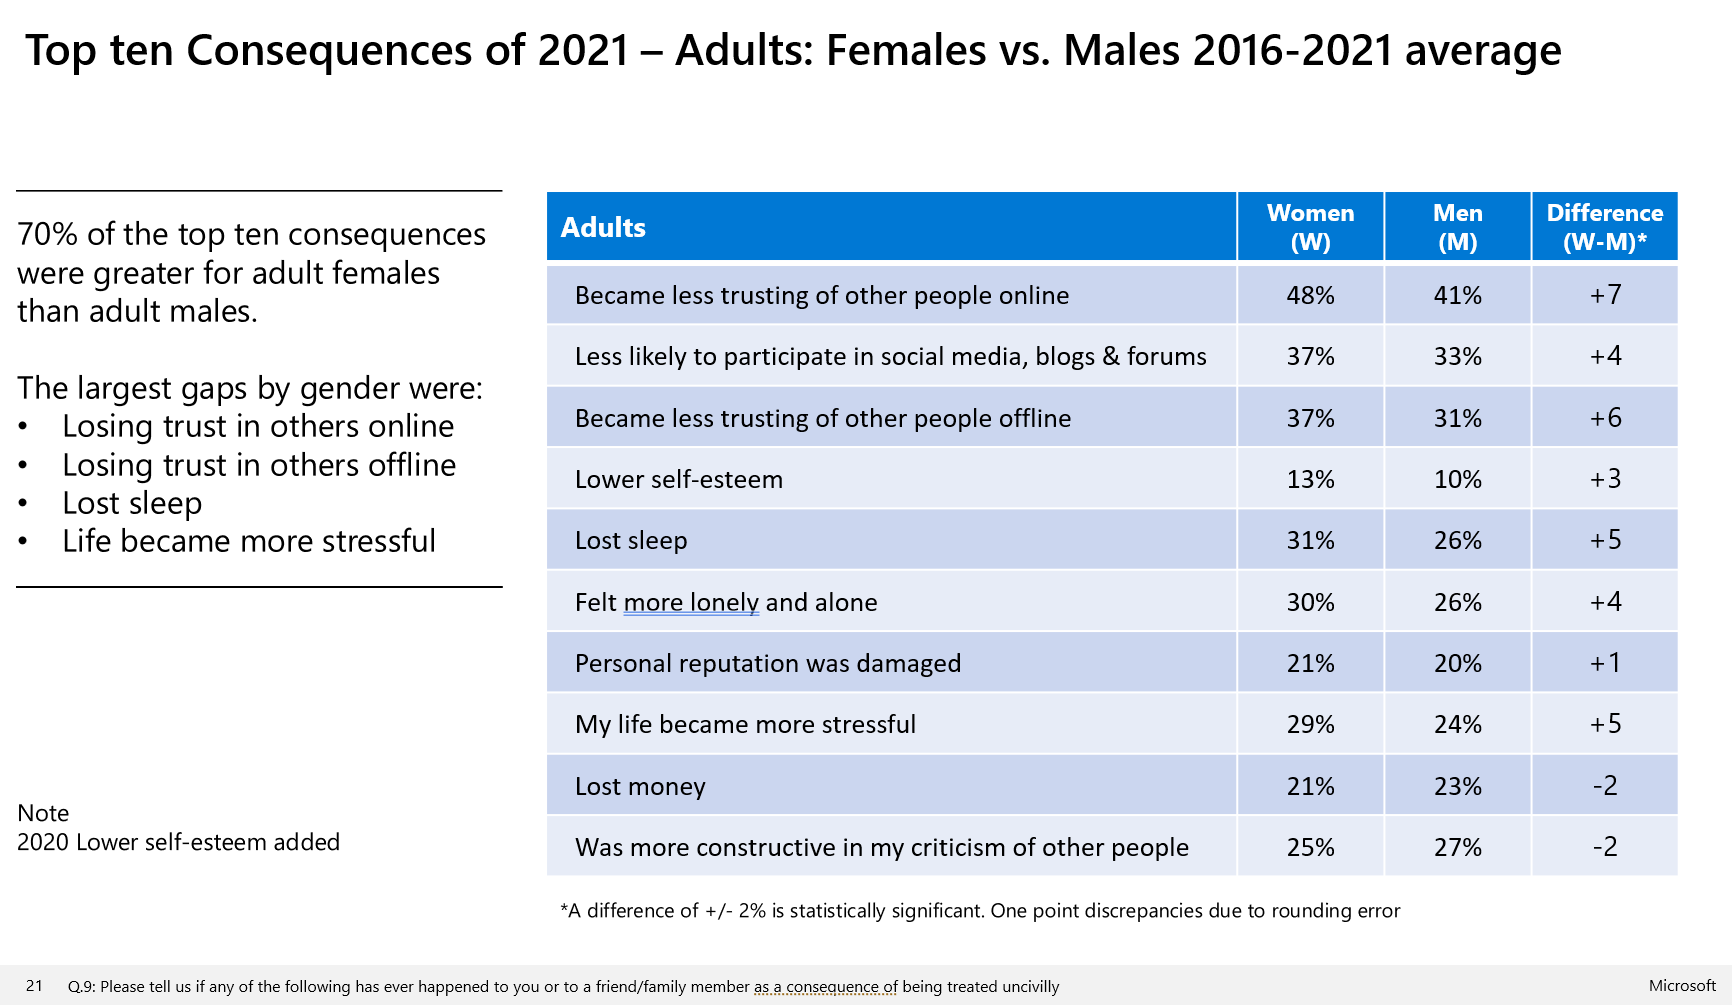 Top ten Consequences of 2021 – Adults: Females vs. Males 2016-2021 average
70% of the top ten consequences
were greater for adult females
than adult males.
The largest gaps by gender were:
• Losing trust in others online
• Losing trust in others offline
• Lost sleep
• Life became more stressful
Note
2020 Lower self-esteem added
Adults Women (W) Men (M) Difference (W-M)*
Became less trusting of other people online 48% 41% +7
Less likely to participate in social media, blogs & forums 37% 33% +4
Became less trusting of other people offline 37% 31% +6
Lower self-esteem 13% 10% +3
Lost sleep 31% 26% +5
Felt more lonely and alone 30% 26% +4
Personal reputation was damaged 21% 20% +1
My life became more stressful 29% 24% +5
Lost money 21% 23% -2
Was more constructive in my criticism of other people 25% 27% -2
*A difference of +/- 2% is statistically significant. One point discrepancies due to rounding error
21 Q.9: Please tell us if any of the following has ever happened to you or to a friend/family member as a consequence of being treated uncivilly
Microsoft